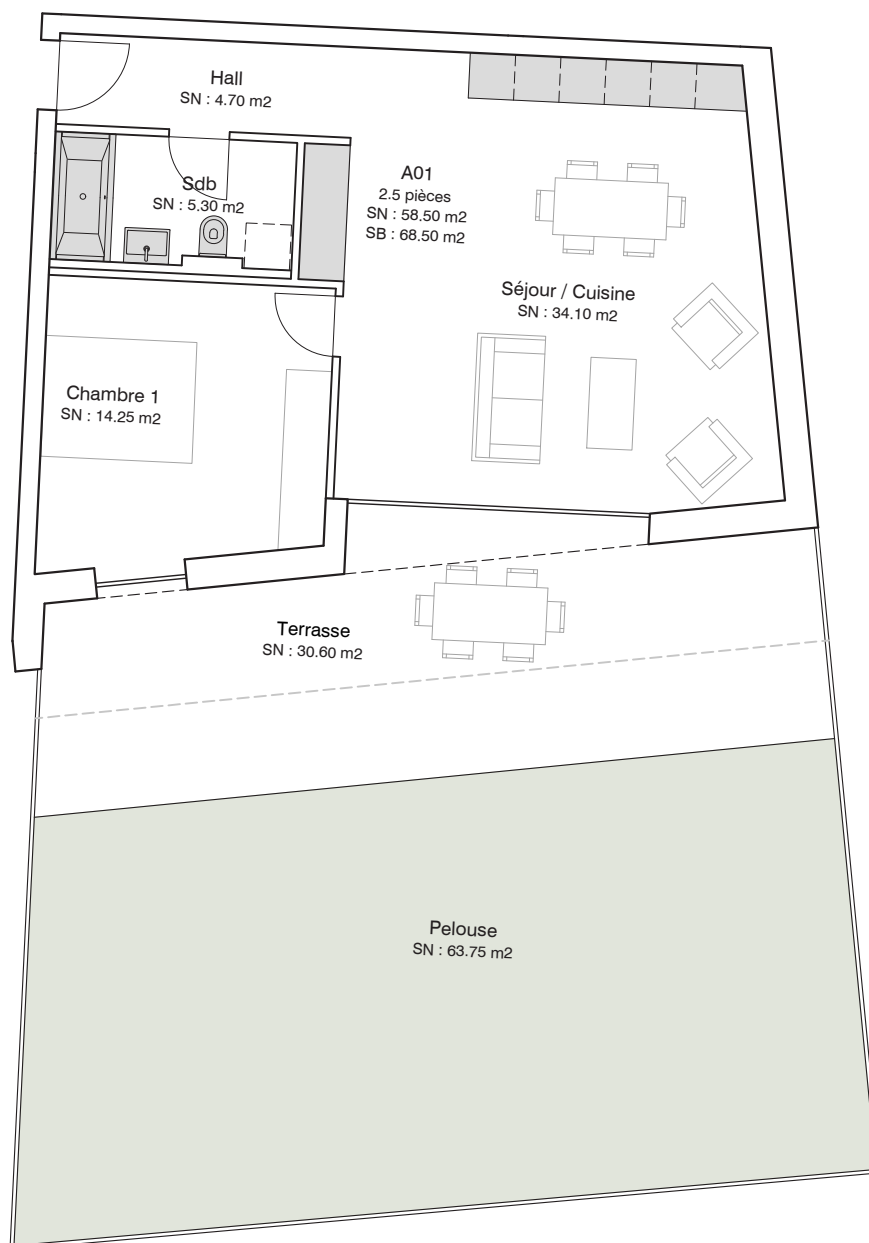 Hall
SN : 4.70 m2
Sdb
SN : 5.30 m2
A01
2.5 pièces
SN : 58.50 m2
SB : 68.50 m2
Séjour / Cuisine
SN : 34.10 m2
Chambre 1
SN : 14.25 m2
Terrasse
SN : 30.60 m2
Pelouse
SN : 63.75 m2